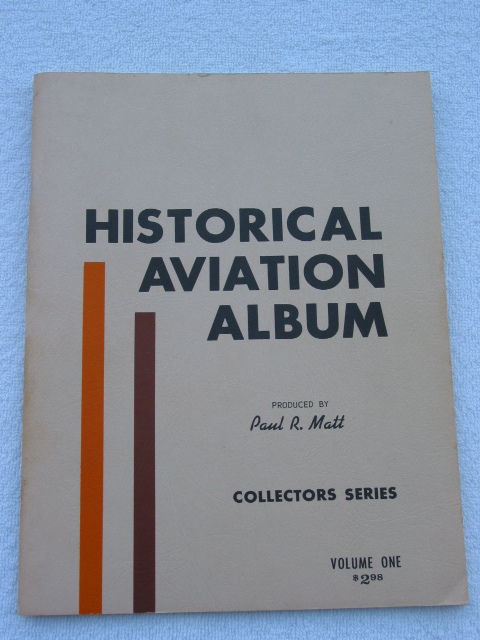 HISTORICAL
AVIATION
ALBUM
PRODUCED BY
Paul R. Matt
COLLECTORS SERIES
VOLUME ONE
$2.98